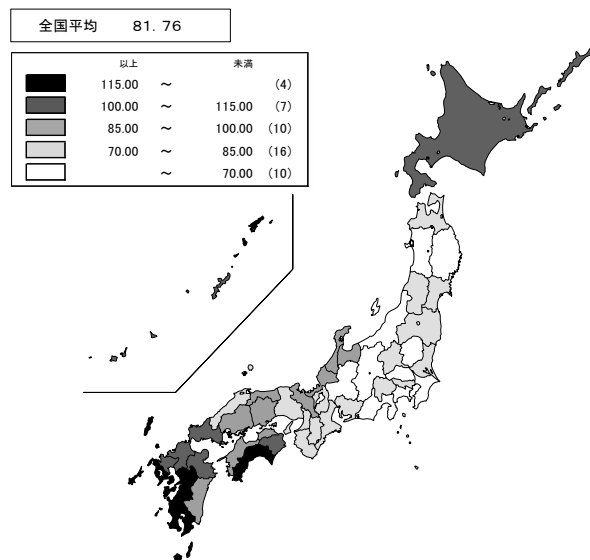 全国平均 81.76
以上 未満
115.00 ～ (4)
100.00 ～ 115.00 (7)
85.00 ～ 100.00 (10)
70.00 ～ 85.00 (16)
～ 70.00 (10)